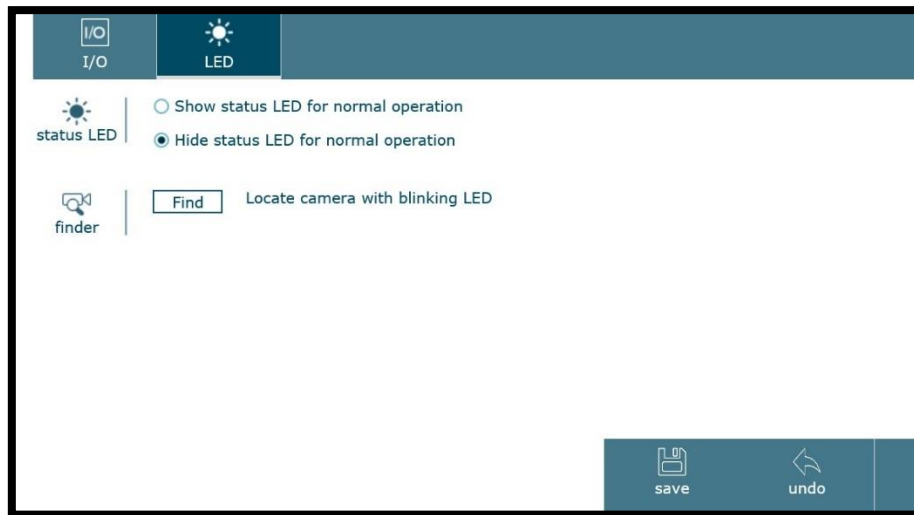 I/O
I/O
LED
status LED
Show status LED for normal operation
Hide status LED for normal operation
finder
Find
Locate camera with blinking LED
save
undo